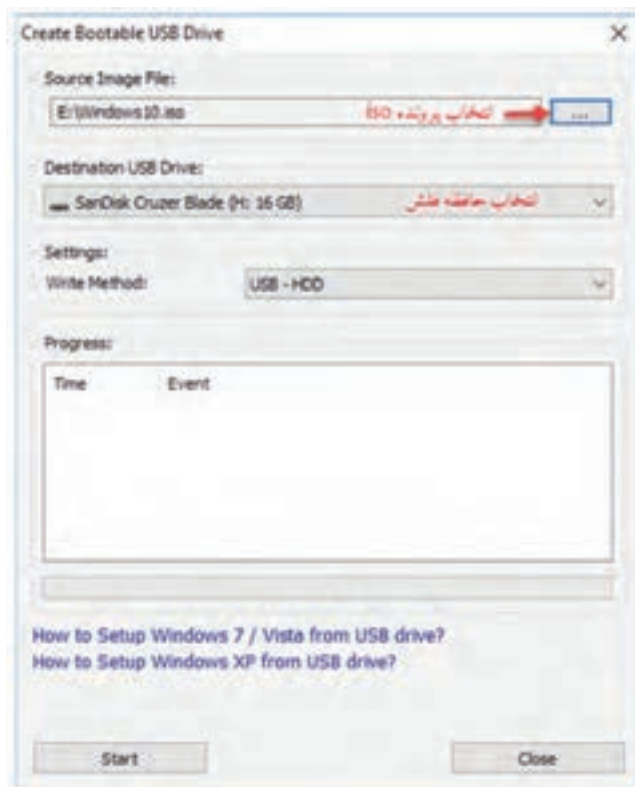 Create Bootable USB Drive
Source Image File:
E:\Windows10.iso انتخاب پرونده iso ...
Destination USB Drive:
SanDisk Cruzer Blade (H: 16 GB) انتخاب حافظه فلش
Settings:
Write Method: USB - HDD
Progress:
Time Event
How to Setup Windows 7 / Vista from USB drive?
How to Setup Windows XP from USB drive?
Start Close